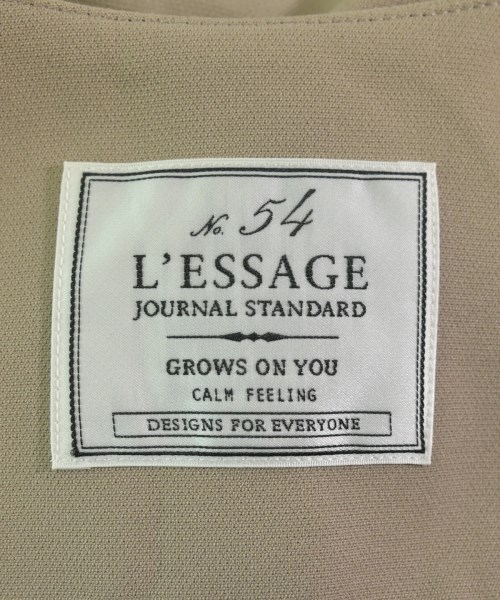 No. 54
L'ESSAGE
JOURNAL STANDARD
GROWS ON YOU
CALM FEELING
DESIGNS FOR EVERYONE